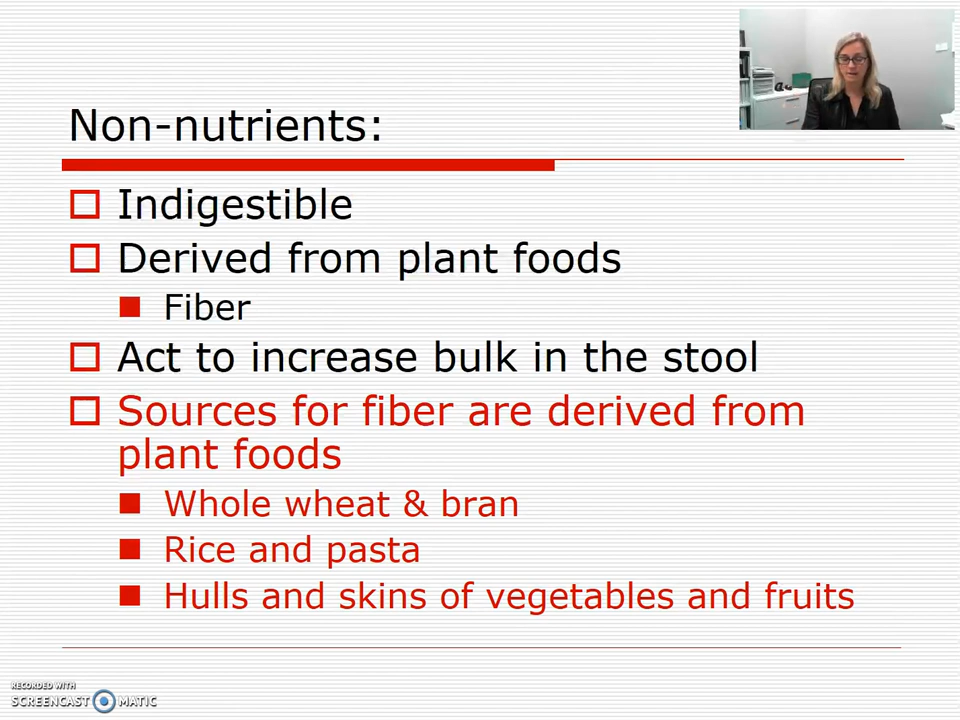 Non-nutrients:
Indigestible
Derived from plant foods
Fiber
Act to increase bulk in the stool
Sources for fiber are derived from
plant foods
Whole wheat & bran
Rice and pasta
Hulls and skins of vegetables and fruits
RECORDED WITH
SCREENCAST MATIC